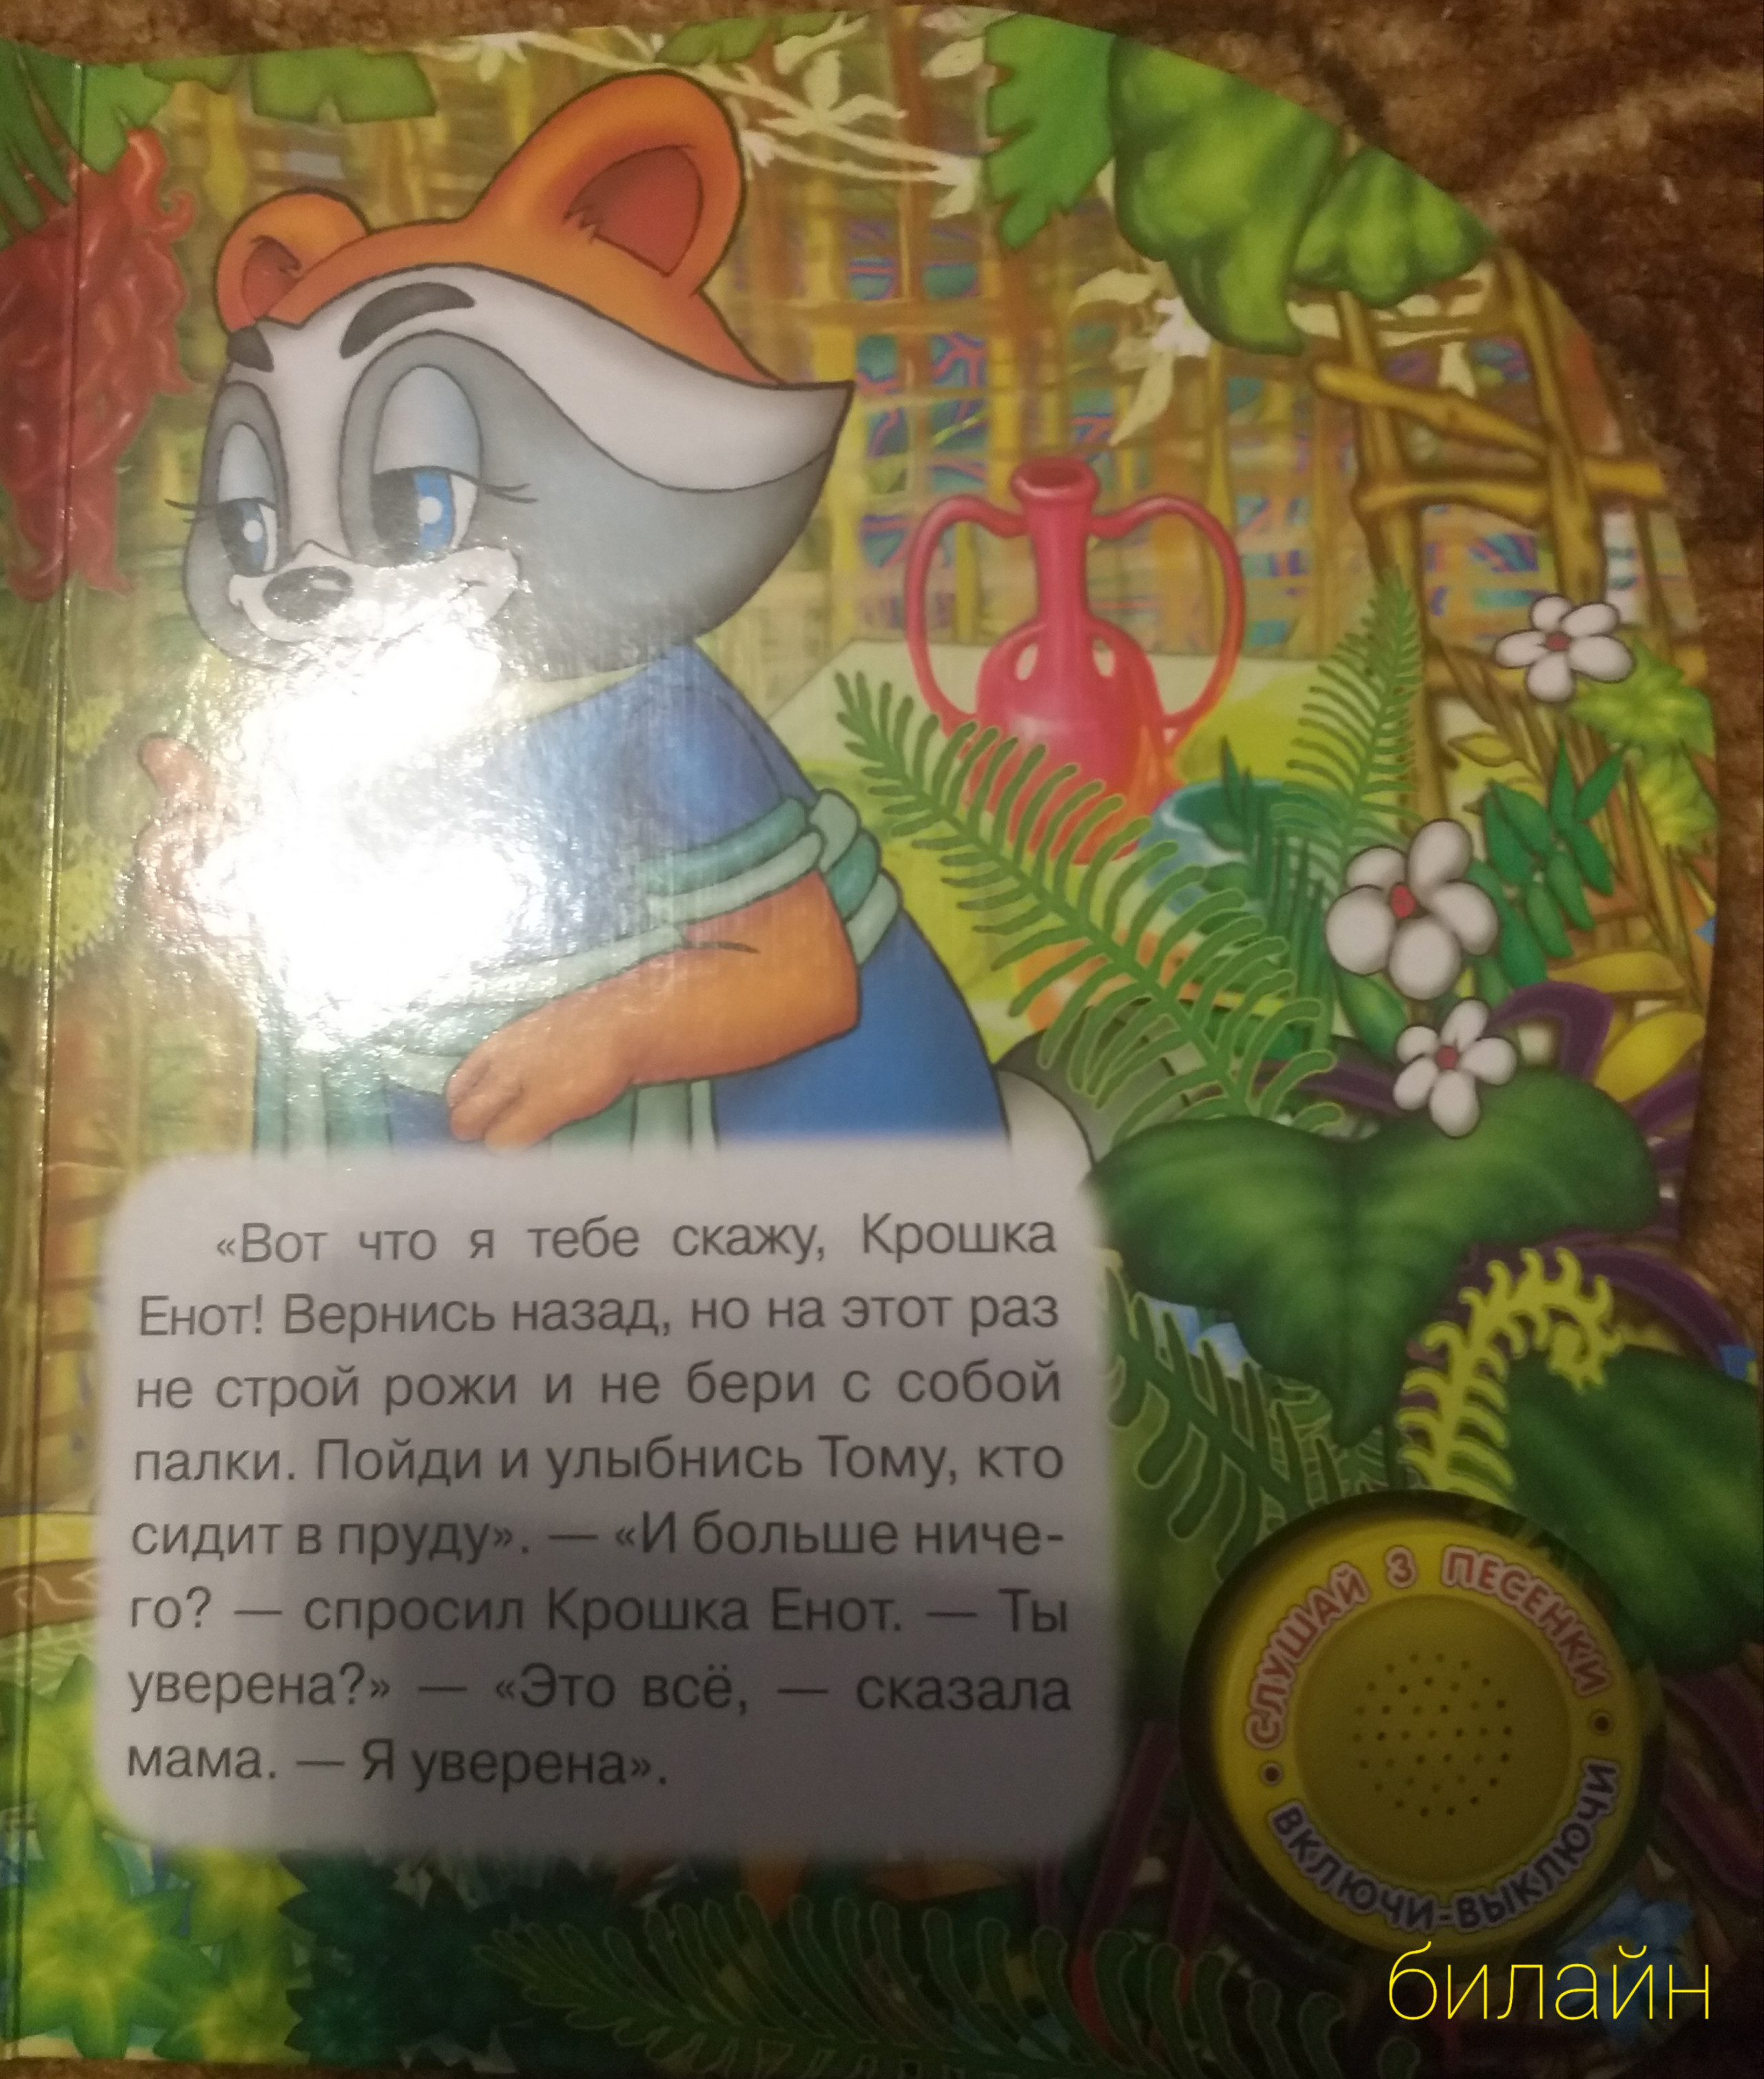 «Вот что я тебе скажу, Крошка
Енот! Вернись назад, но на этот раз
не строй рожи и не бери с собой
палки. Пойди и улыбнись Тому, кто
сидит в пруду». — «И больше ниче-
го? — спросил Крошка Енот. — Ты
уверена?» — «Это всё, — сказала
мама. — Я уверена».
СЛУШАЙ 3 ПЕСЕНКИ
ВКЛЮЧИ-ВЫКЛЮЧИ
билайн